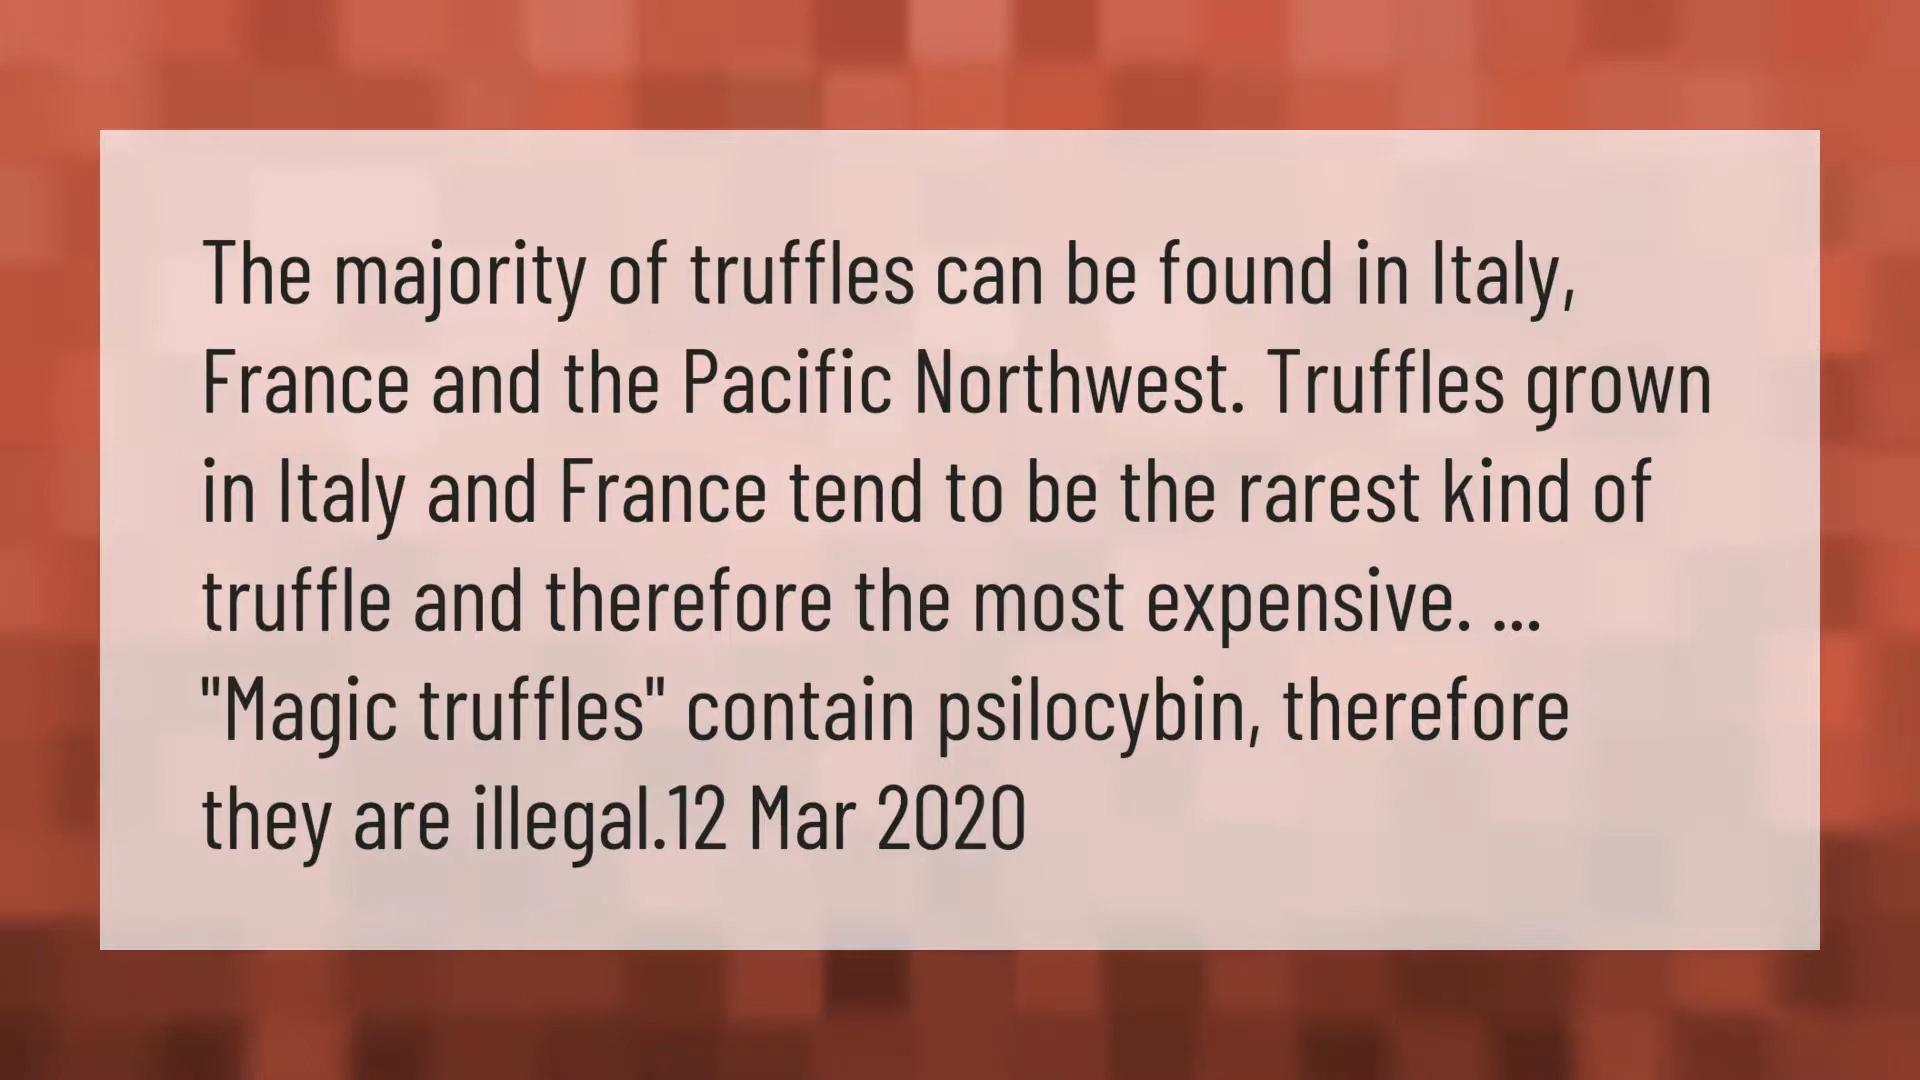 The majority of truffles can be found in Italy,
France and the Pacific Northwest. Truffles grown
in Italy and France tend to be the rarest kind of
truffle and therefore the most expensive. ...
"Magic truffles" contain psilocybin, therefore
they are illegal.12 Mar 2020